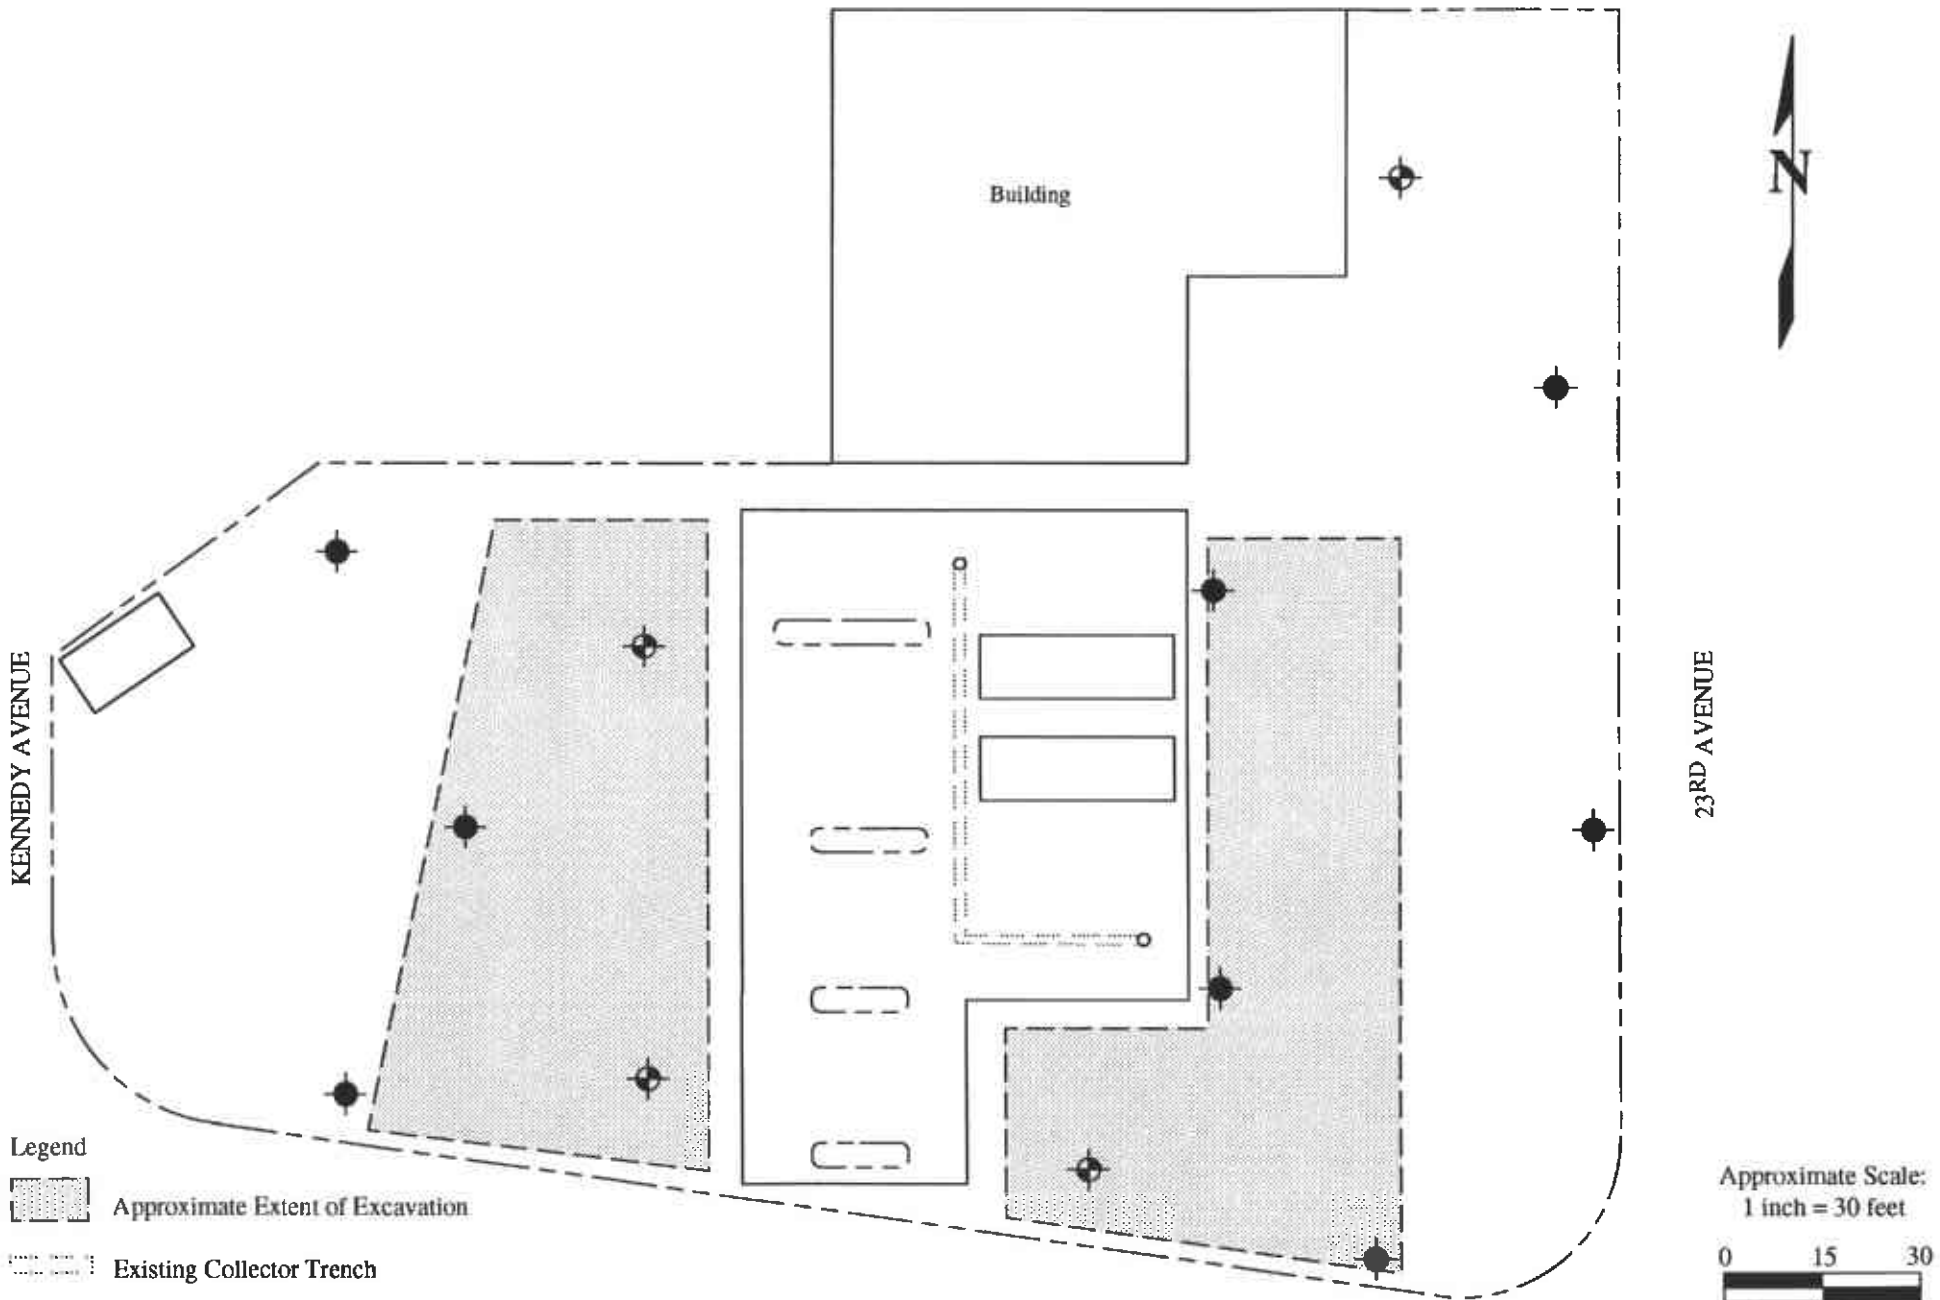 Building
N
KENNEDY AVENUE
23RD AVENUE
Legend
Approximate Extent of Excavation
Existing Collector Trench
Approximate Scale:
1 inch = 30 feet
0 15 30